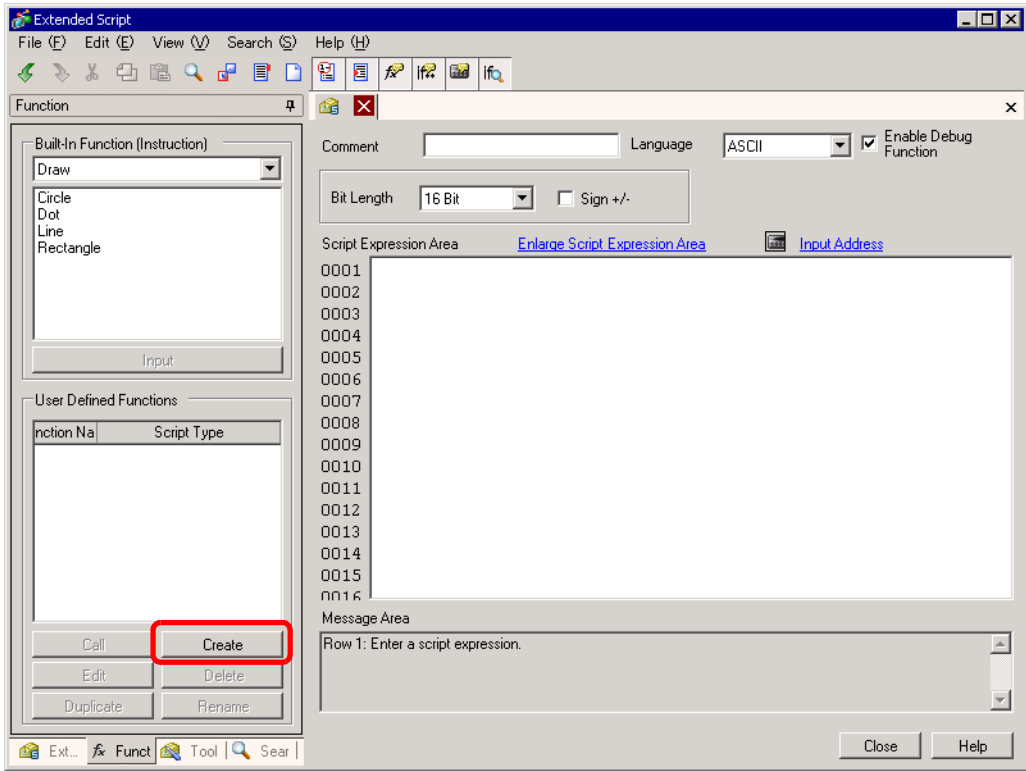 Extended Script
File (F) Edit (E) View (V) Search (S) Help (H)
Function
Built-In Function (Instruction)
Draw
Circle
Dot
Line
Rectangle
Input
User Defined Functions
nction Na Script Type
Call Create
Edit Delete
Duplicate Rename
Ext... fx Funct Tool Sear
Comment Language ASCII Enable Debug
Function
Bit Length 16 Bit Sign +/-
Script Expression Area Enlarge Script Expression Area Input Address
0001
0002
0003
0004
0005
0006
0007
0008
0009
0010
0011
0012
0013
0014
0015
0016
Message Area
Row 1: Enter a script expression.
Close Help